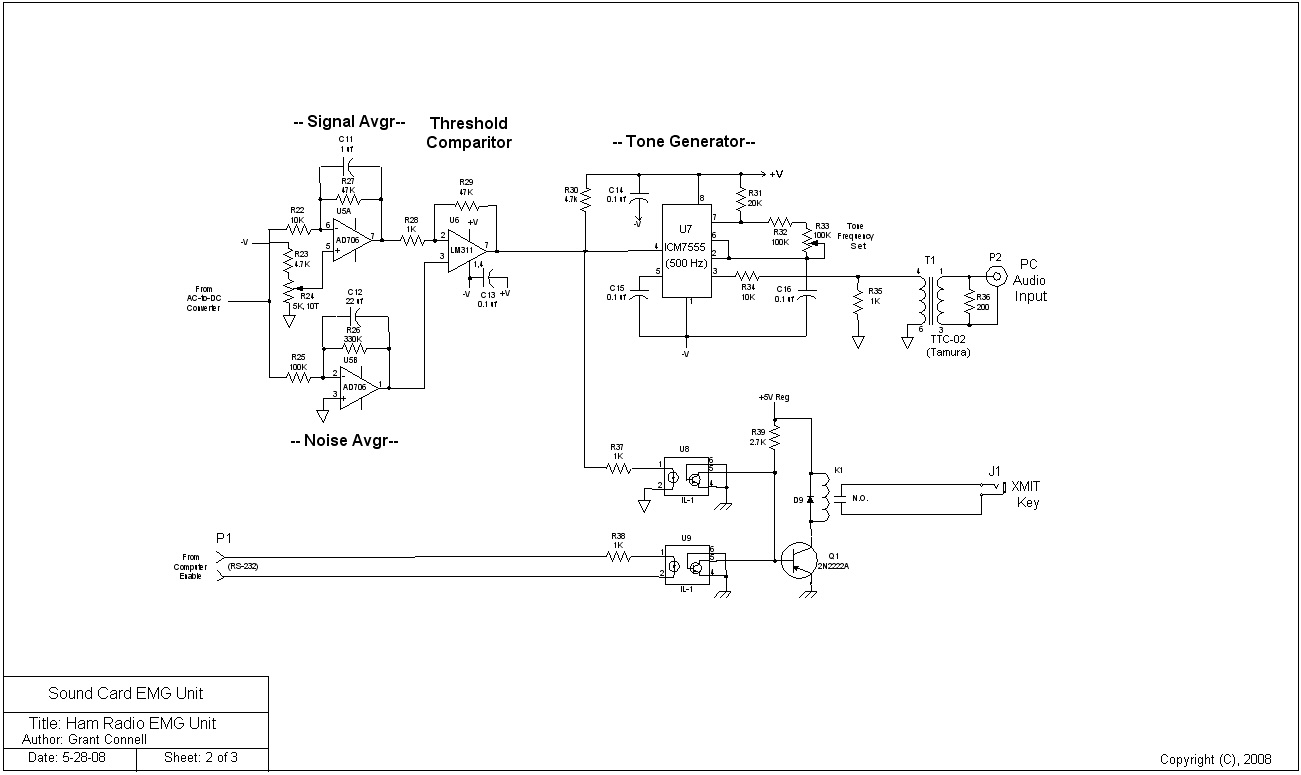 -- Signal Avgr--
C11
1 uf
R27
47K
U5A
R22
10K
6
5
7
AD706
-V
R23
4.7K
R24
5K, 10T
From
AC-to-DC
Converter
C12
22 uf
R26
330K
U5B
R25
100K
2
3
1
AD706
-- Noise Avgr--
Threshold
Comparitor
R29
47K
R28
1K
U6
+V
2
3
7
LM311
1,4
-V
C13
0.1 uf
+V
-- Tone Generator--
+V
R30
4.7K
C14
0.1 uf
-V
8
R31
20K
7
6
2
4
5
3
1
U7
ICM7555
(500 Hz)
R32
100K
R33
100K
Tone
Frequency
Set
C15
0.1 uf
R34
10K
C16
0.1 uf
-V
R35
1K
T1
4
6
1
3
TTC-02
(Tamura)
R36
200
P2
PC
Audio
Input
+5V Reg
R39
2.7K
R37
1K
U8
1
2
6
5
4
IL-1
K1
D9
N.O.
J1
XMIT
Key
P1
From
Computer
Enable
(RS-232)
R38
1K
U9
1
2
6
5
4
IL-1
Q1
2N2222A
Sound Card EMG Unit
Title: Ham Radio EMG Unit
Author: Grant Connell
Date: 5-28-08
Sheet: 2 of 3
Copyright (C), 2008